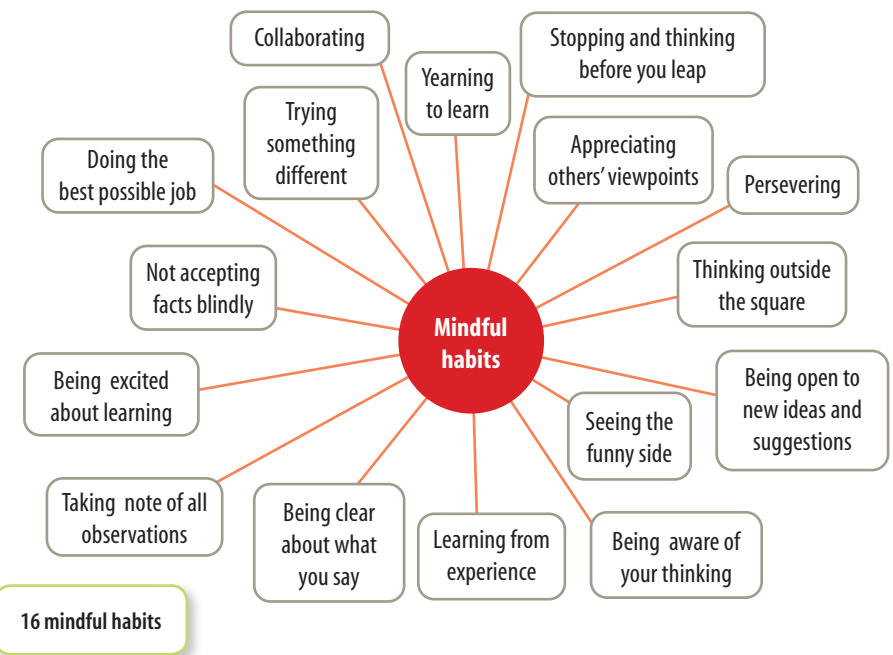 Collaborating
Yearning
to learn
Stopping and thinking
before you leap
Trying
something
different
Appreciating
others' viewpoints
Doing the
best possible job
Persevering
Not accepting
facts blindly
Thinking outside
the square
Mindful
habits
Being excited
about learning
Being open to
new ideas and
suggestions
Seeing the
funny side
Taking note of all
observations
Being clear
about what
you say
Learning from
experience
Being aware of
your thinking
16 mindful habits